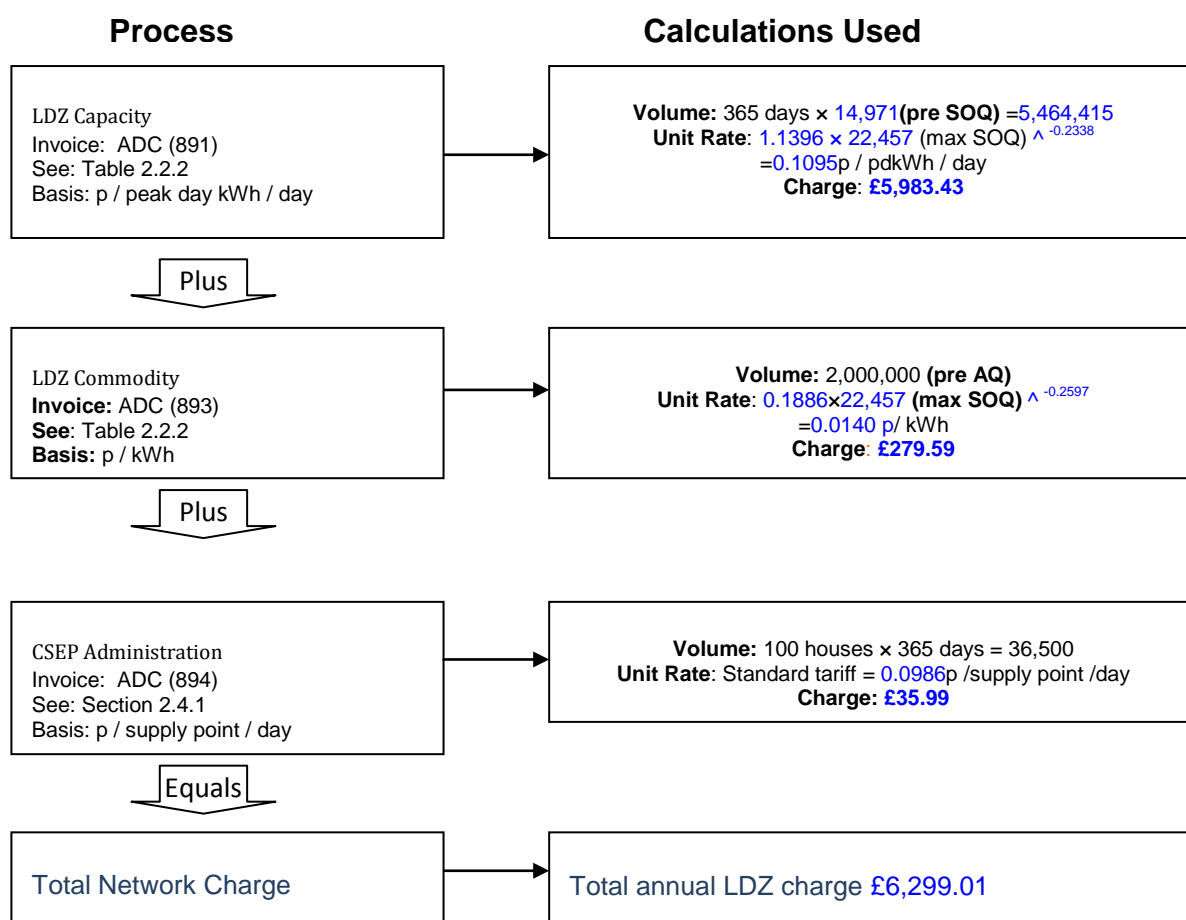 Process
Calculations Used
LDZ Capacity
Invoice: ADC (891)
See: Table 2.2.2
Basis: p / peak day kWh / day
Volume: 365 days × 14,971(pre SOQ) =5,464,415
Unit Rate: 1.1396 × 22,457 (max SOQ) ^ -0.2338
=0.1095p / pdkWh / day
Charge: £5,983.43
Plus
LDZ Commodity
Invoice: ADC (893)
See: Table 2.2.2
Basis: p / kWh
Volume: 2,000,000 (pre AQ)
Unit Rate: 0.1886×22,457 (max SOQ) ^ -0.2597
=0.0140 p/ kWh
Charge: £279.59
Plus
CSEP Administration
Invoice: ADC (894)
See: Section 2.4.1
Basis: p / supply point / day
Volume: 100 houses × 365 days = 36,500
Unit Rate: Standard tariff = 0.0986p /supply point /day
Charge: £35.99
Equals
Total Network Charge
Total annual LDZ charge £6,299.01